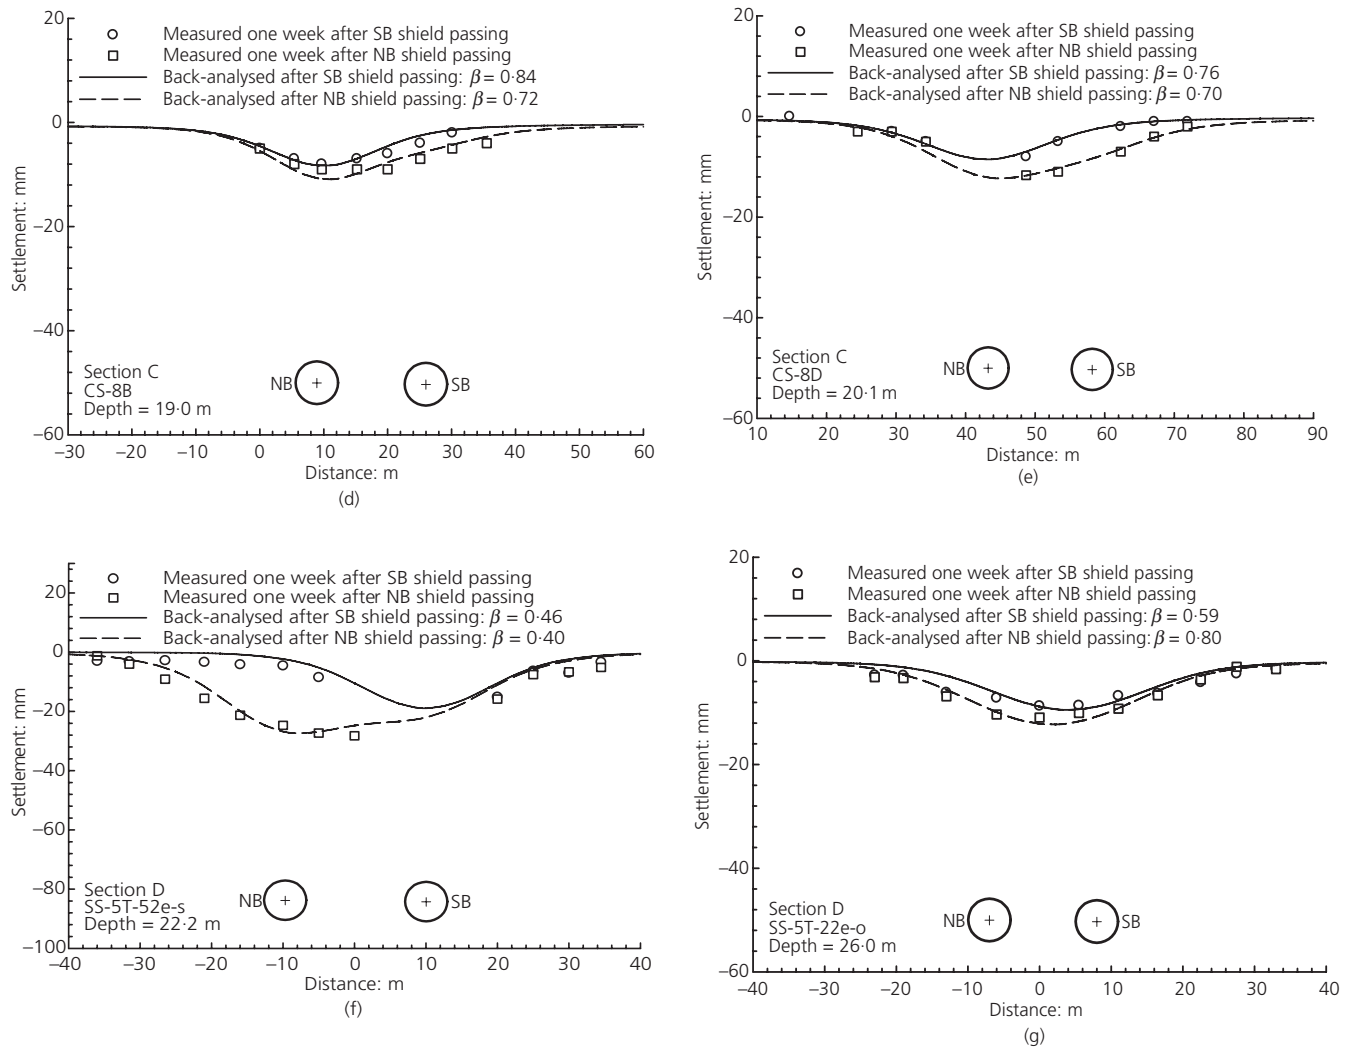 20
0
−20
−40
−60
Settlement: mm
Measured one week after SB shield passing
Measured one week after NB shield passing
Back-analysed after SB shield passing: β = 0·84
Back-analysed after NB shield passing: β = 0·72
Section C
CS-8B
Depth = 19·0 m
NB
SB
−30 −20 −10 0 10 20 30 40 50 60
Distance: m
(d)
20
0
−20
−40
−60
Settlement: mm
Measured one week after SB shield passing
Measured one week after NB shield passing
Back-analysed after SB shield passing: β = 0·76
Back-analysed after NB shield passing: β = 0·70
Section C
CS-8D
Depth = 20·1 m
NB
SB
10 20 30 40 50 60 70 80 90
Distance: m
(e)
20
0
−20
−40
−60
−80
−100
Settlement: mm
Measured one week after SB shield passing
Measured one week after NB shield passing
Back-analysed after SB shield passing: β = 0·46
Back-analysed after NB shield passing: β = 0·40
Section D
SS-5T-52e-s
Depth = 22·2 m
NB
SB
−40 −30 −20 −10 0 10 20 30 40
Distance: m
(f)
20
0
−20
−40
−60
Settlement: mm
Measured one week after SB shield passing
Measured one week after NB shield passing
Back-analysed after SB shield passing: β = 0·59
Back-analysed after NB shield passing: β = 0·80
Section D
SS-5T-22e-o
Depth = 26·0 m
NB
SB
−40 −30 −20 −10 0 10 20 30 40
Distance: m
(g)